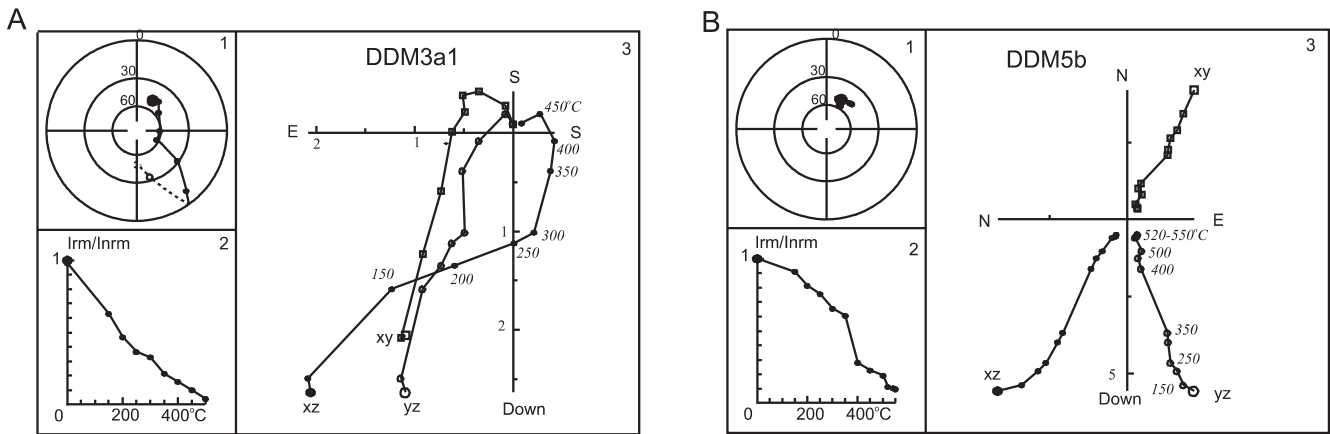 A
B
1
0
30
60
Irm/Inrm
2
1
0 200 400°C
DDM3a1
3
S
450°C
E
2
1
S
400
350
1
300
250
150
200
2
xy
xz
yz
Down
1
0
30
60
Irm/Inrm
2
1
0
200
400°C
DDM5b
3
N
xy
N
E
520-550°C
500
400
350
250
5
150
xz
Down
yz